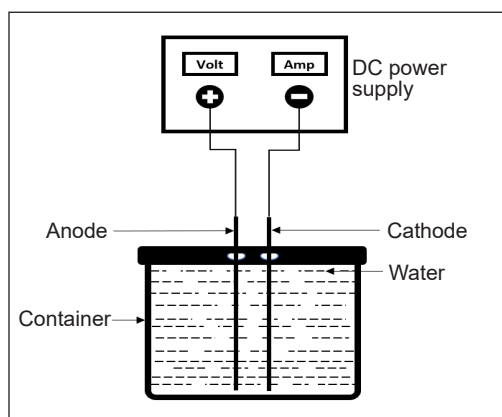 Volt
Amp
DC power
supply
+
−
Anode
Cathode
Water
Container